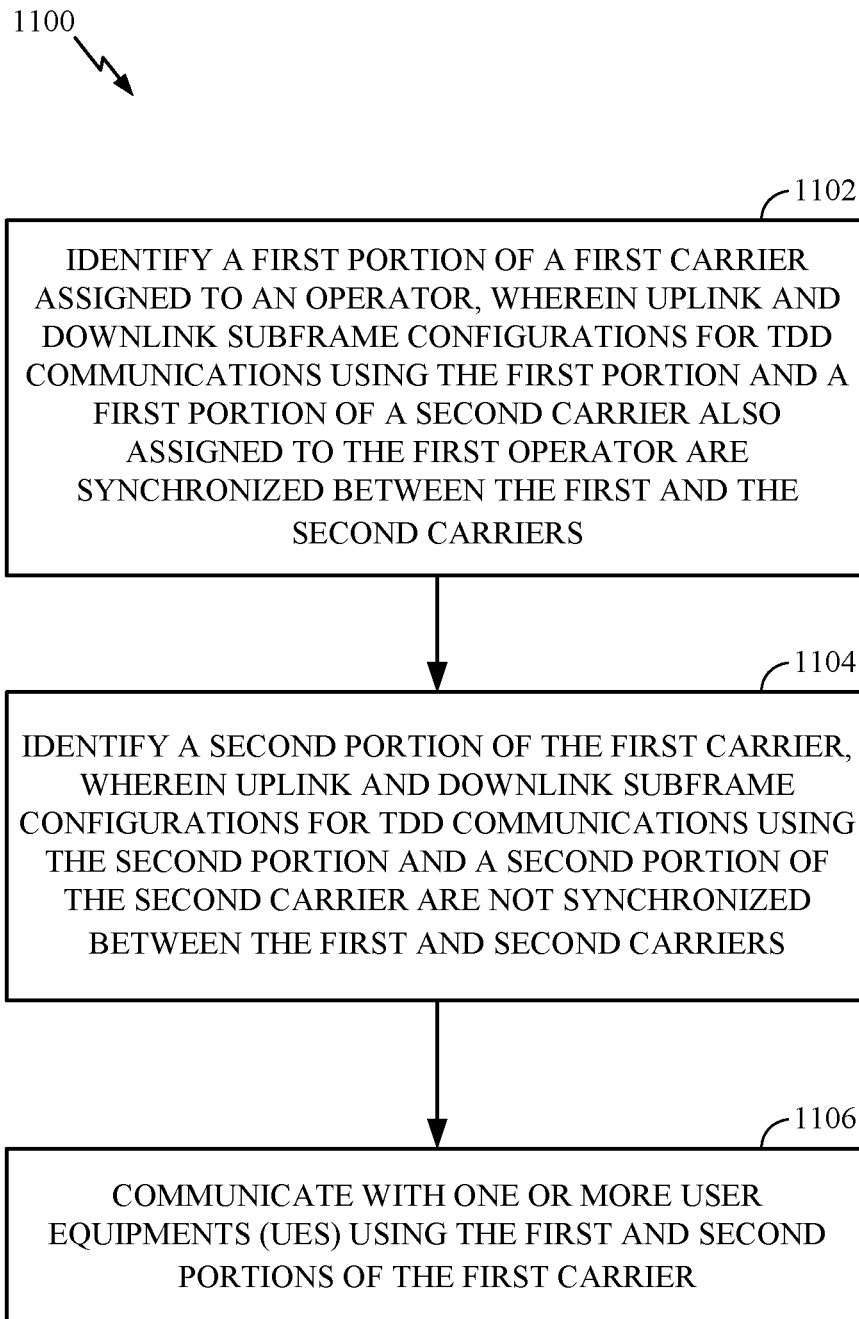 1100
1102
IDENTIFY A FIRST PORTION OF A FIRST CARRIER
ASSIGNED TO AN OPERATOR, WHEREIN UPLINK AND
DOWNLINK SUBFRAME CONFIGURATIONS FOR TDD
COMMUNICATIONS USING THE FIRST PORTION AND A
FIRST PORTION OF A SECOND CARRIER ALSO
ASSIGNED TO THE FIRST OPERATOR ARE
SYNCHRONIZED BETWEEN THE FIRST AND THE
SECOND CARRIERS
1104
IDENTIFY A SECOND PORTION OF THE FIRST CARRIER,
WHEREIN UPLINK AND DOWNLINK SUBFRAME
CONFIGURATIONS FOR TDD COMMUNICATIONS USING
THE SECOND PORTION AND A SECOND PORTION OF
THE SECOND CARRIER ARE NOT SYNCHRONIZED
BETWEEN THE FIRST AND SECOND CARRIERS
1106
COMMUNICATE WITH ONE OR MORE USER
EQUIPMENTS (UES) USING THE FIRST AND SECOND
PORTIONS OF THE FIRST CARRIER